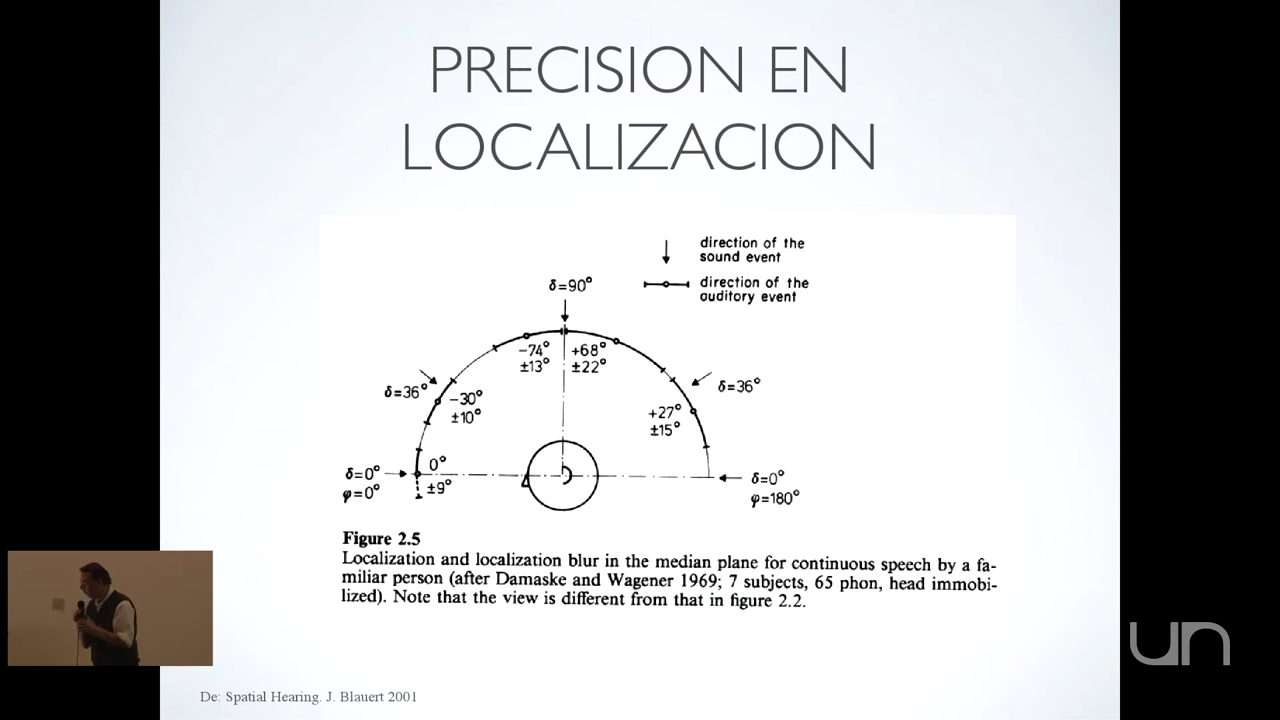 PRECISION EN
LOCALIZACION
direction of the
sound event
direction of the
auditory event
δ=90°
-74°
±13°
+68°
±22°
δ=36°
-30°
±10°
δ=36°
+27°
±15°
δ=0°
φ=0°
0°
±9°
δ=0°
φ=180°
Figure 2.5
Localization and localization blur in the median plane for continuous speech by a fa-
miliar person (after Damaske and Wagener 1969; 7 subjects, 65 phon, head immobi-
lized). Note that the view is different from that in figure 2.2.
un
De: Spatial Hearing. J. Blauert 2001